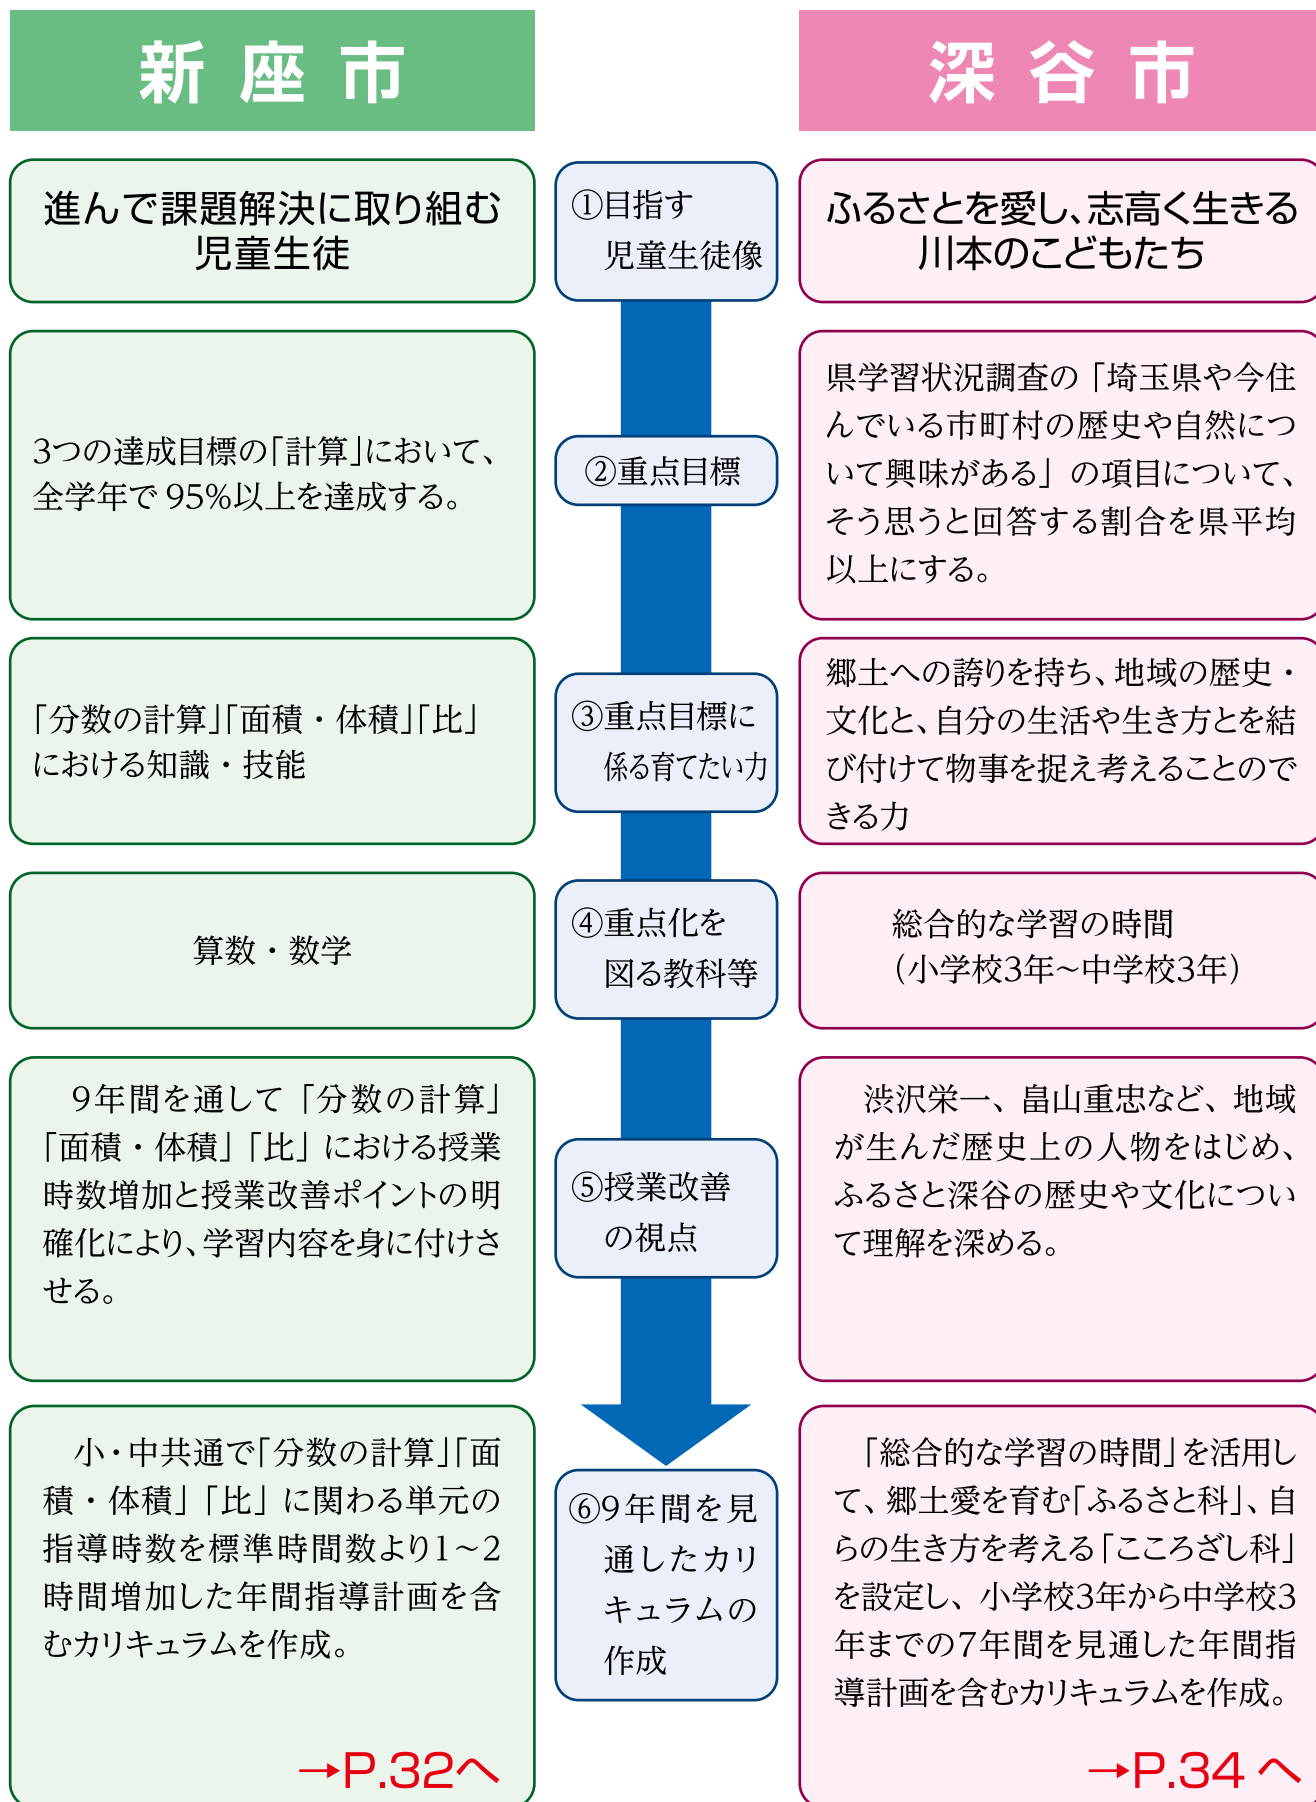 新座市
深谷市
進んで課題解決に取り組む
児童生徒
①目指す
児童生徒像
ふるさとを愛し、志高く生きる
川本のこどもたち
3つの達成目標の「計算」において、
全学年で95%以上を達成する。
②重点目標
県学習状況調査の「埼玉県や今住
んでいる市町村の歴史や自然につ
いて興味がある」の項目について、
そう思うと回答する割合を県平均
以上にする。
「分数の計算」「面積・体積」「比」
における知識・技能
③重点目標に
係る育てたい力
郷土への誇りを持ち、地域の歴史・
文化と、自分の生活や生き方とを結
び付けて物事を捉え考えることので
きる力
算数・数学
④重点化を
図る教科等
総合的な学習の時間
（小学校3年～中学校3年）
9年間を通して「分数の計算」
「面積・体積」「比」における授業
時数増加と授業改善ポイントの明
確化により、学習内容を身に付けさ
せる。
⑤授業改善
の視点
渋沢栄一、畠山重忠など、地域
が生んだ歴史上の人物をはじめ、
ふるさと深谷の歴史や文化につい
て理解を深める。
小・中共通で「分数の計算」「面
積・体積」「比」に関わる単元の
指導時数を標準時間数より1～2
時間増加した年間指導計画を含
むカリキュラムを作成。
→P.32へ
⑥9年間を見
通したカリ
キュラムの
作成
「総合的な学習の時間」を活用し
て、郷土愛を育む「ふるさと科」、自
らの生き方を考える「こころざし科」
を設定し、小学校3年から中学校3
年までの7年間を見通した年間指
導計画を含むカリキュラムを作成。
→P.34 へ